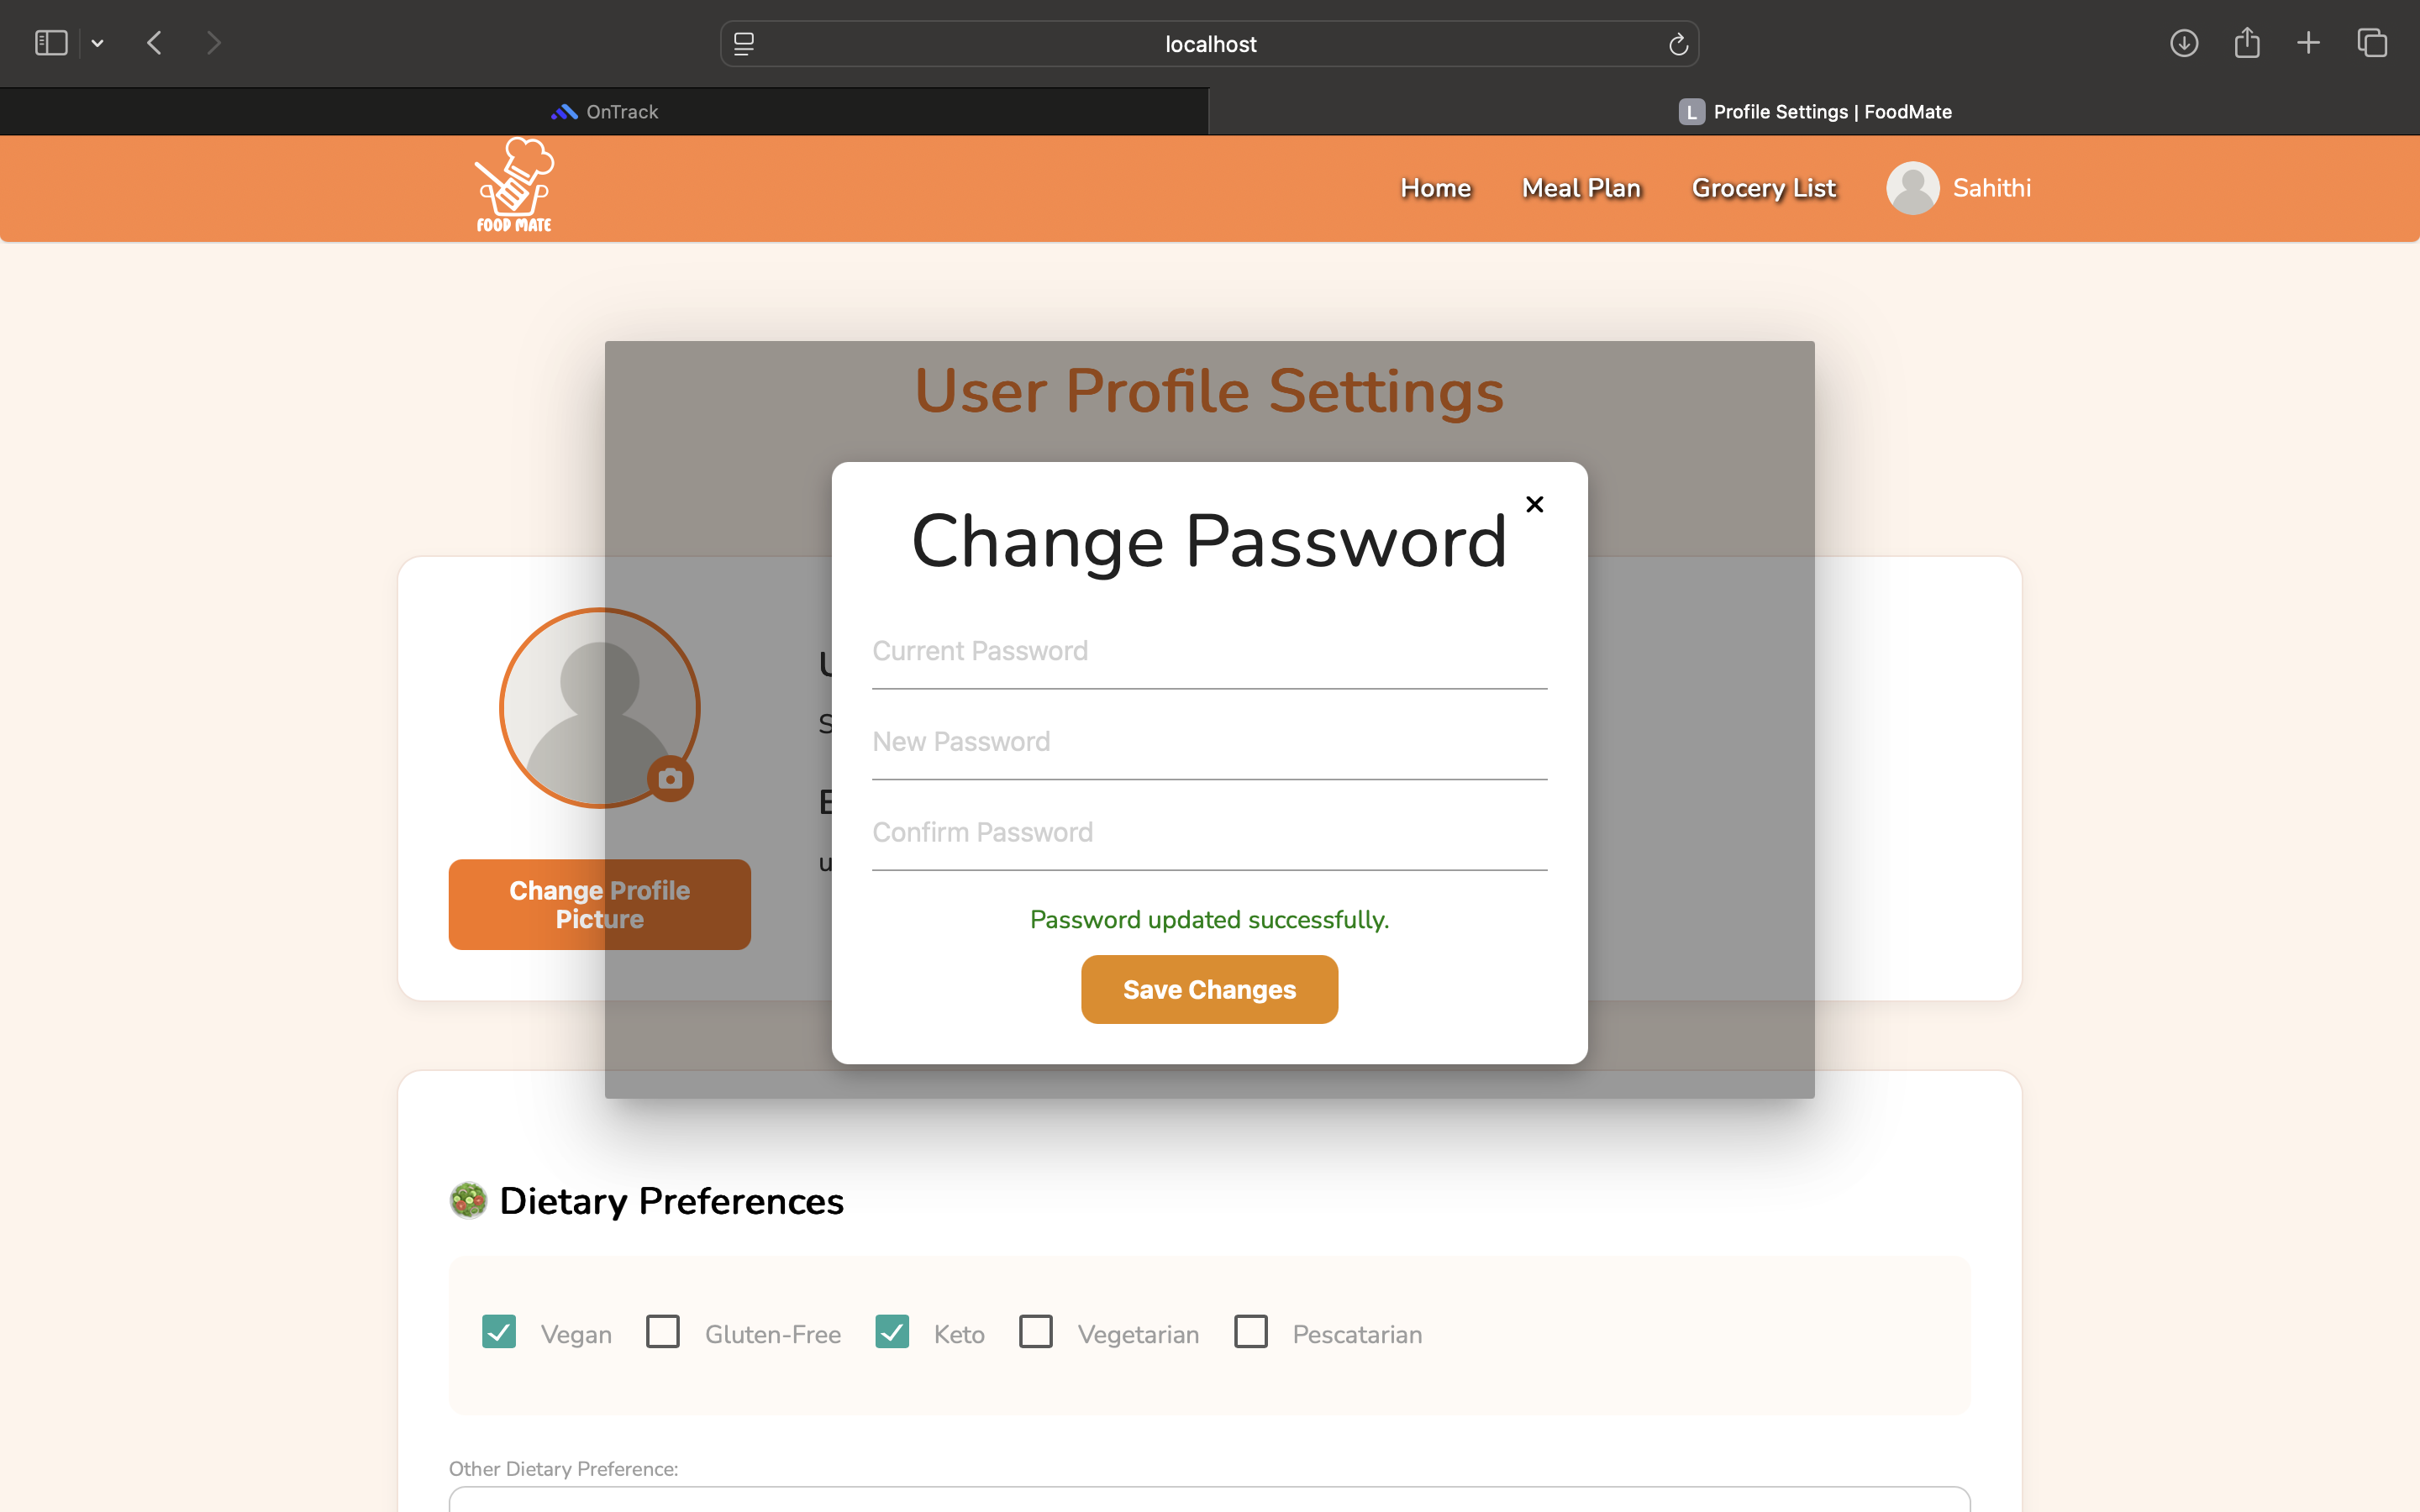 localhost
OnTrack
L Profile Settings | FoodMate
FOOD MATE
Home Meal Plan Grocery List Sahithi
User Profile Settings
Change Password
Current Password
New Password
Confirm Password
Password updated successfully.
Save Changes
Change Profile
Picture
Dietary Preferences
Vegan Gluten-Free Keto Vegetarian Pescatarian
Other Dietary Preference: